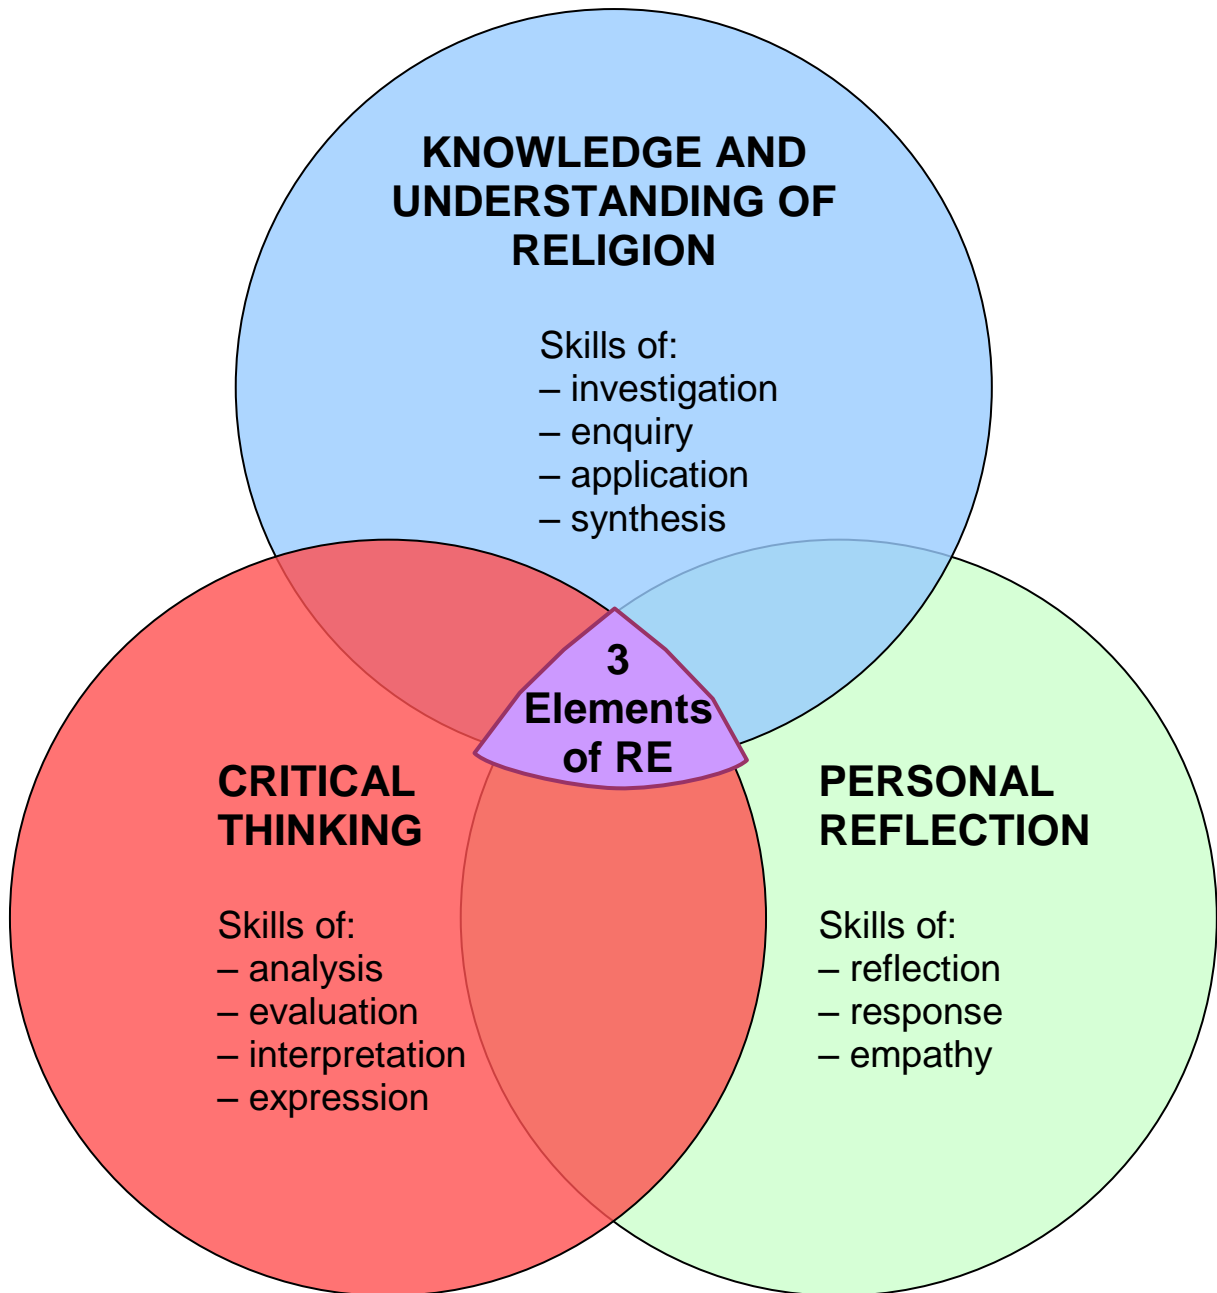 KNOWLEDGE AND
UNDERSTANDING OF
RELIGION
Skills of:
– investigation
– enquiry
– application
– synthesis
3
Elements
of RE
CRITICAL
THINKING
Skills of:
– analysis
– evaluation
– interpretation
– expression
PERSONAL
REFLECTION
Skills of:
– reflection
– response
– empathy